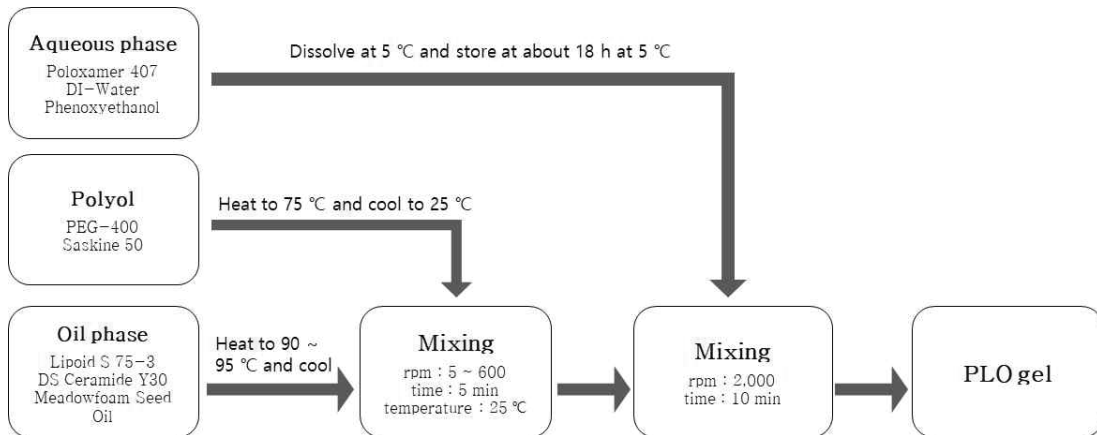 Aqueous phase
Poloxamer 407
DI-Water
Phenoxyethanol
Dissolve at 5 ℃ and store at about 18 h at 5 ℃
Polyol
PEG-400
Saskine 50
Heat to 75 ℃ and cool to 25 ℃
Oil phase
Lipoid S 75-3
DS Ceramide Y30
Meadowfoam Seed
Oil
Heat to 90 ~
95 ℃ and cool
Mixing
rpm : 5 ~ 600
time : 5 min
temperature : 25 ℃
Mixing
rpm : 2,000
time : 10 min
PLO gel